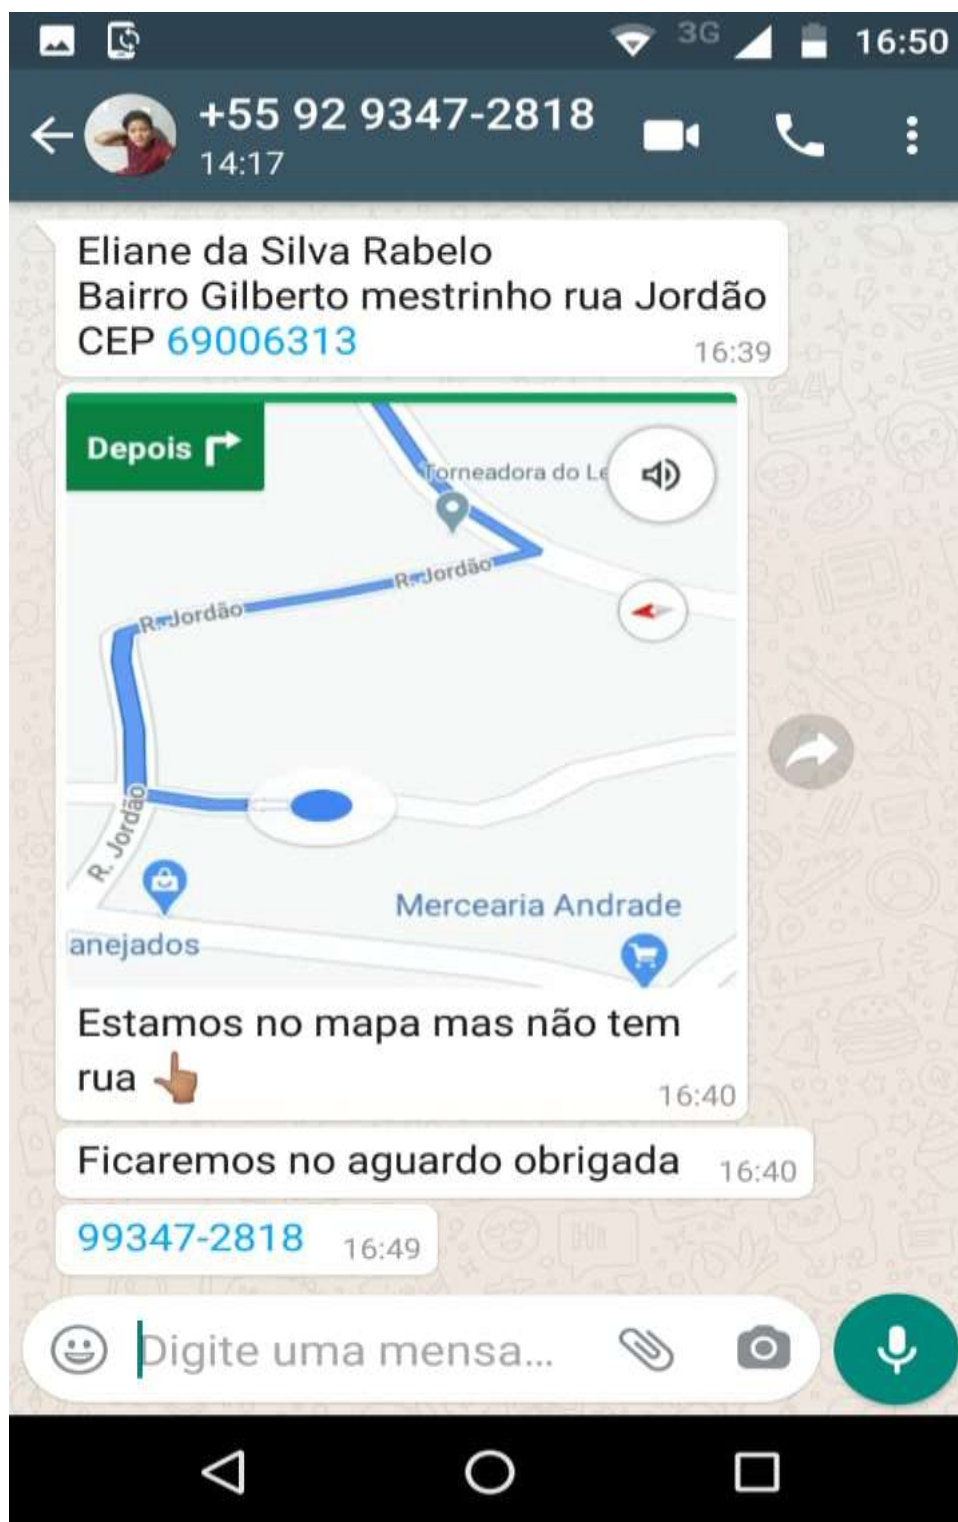 3G 16:50
+55 92 9347-2818
14:17
Eliane da Silva Rabelo
Bairro Gilberto mestrinho rua Jordão
CEP 69006313
16:39
Depois
Torneadora do Le
R. Jordão
R. Jordão
R. Jordão
Mercearia Andrade
anejados
Estamos no mapa mas não tem
rua 👆🏽
16:40
Ficaremos no aguardo obrigada 16:40
99347-2818 16:49
Digite uma mensa...